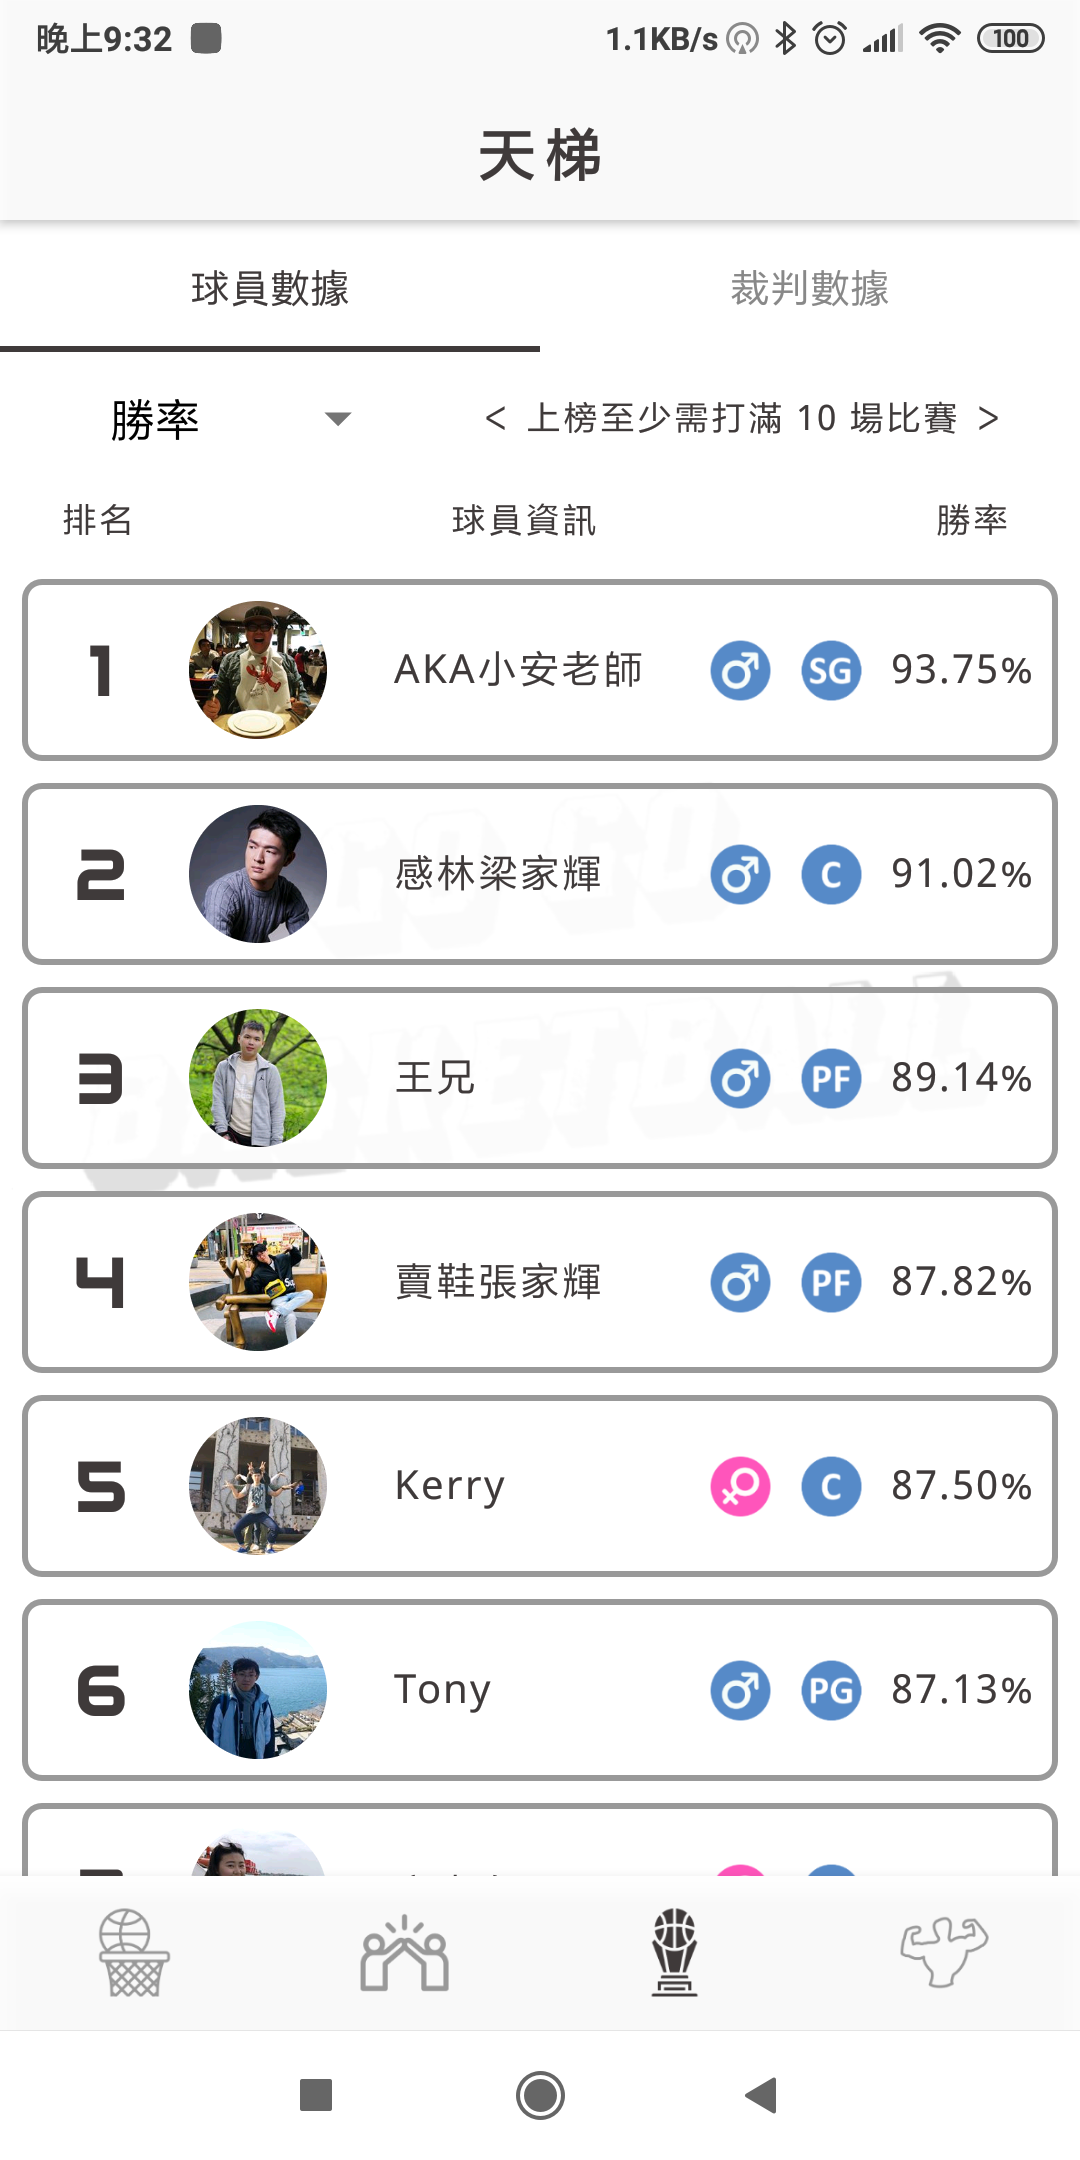 晚上9:32 1.1KB/s 100
天梯
球員數據 裁判數據
勝率 < 上榜至少需打滿 10 場比賽 >
排名 球員資訊 勝率
1 AKA小安老師 SG 93.75%
2 感林梁家輝 C 91.02%
3 王兄 PF 89.14%
4 賣鞋張家輝 PF 87.82%
5 Kerry C 87.50%
6 Tony PG 87.13%
GO GO
BASKETBALL